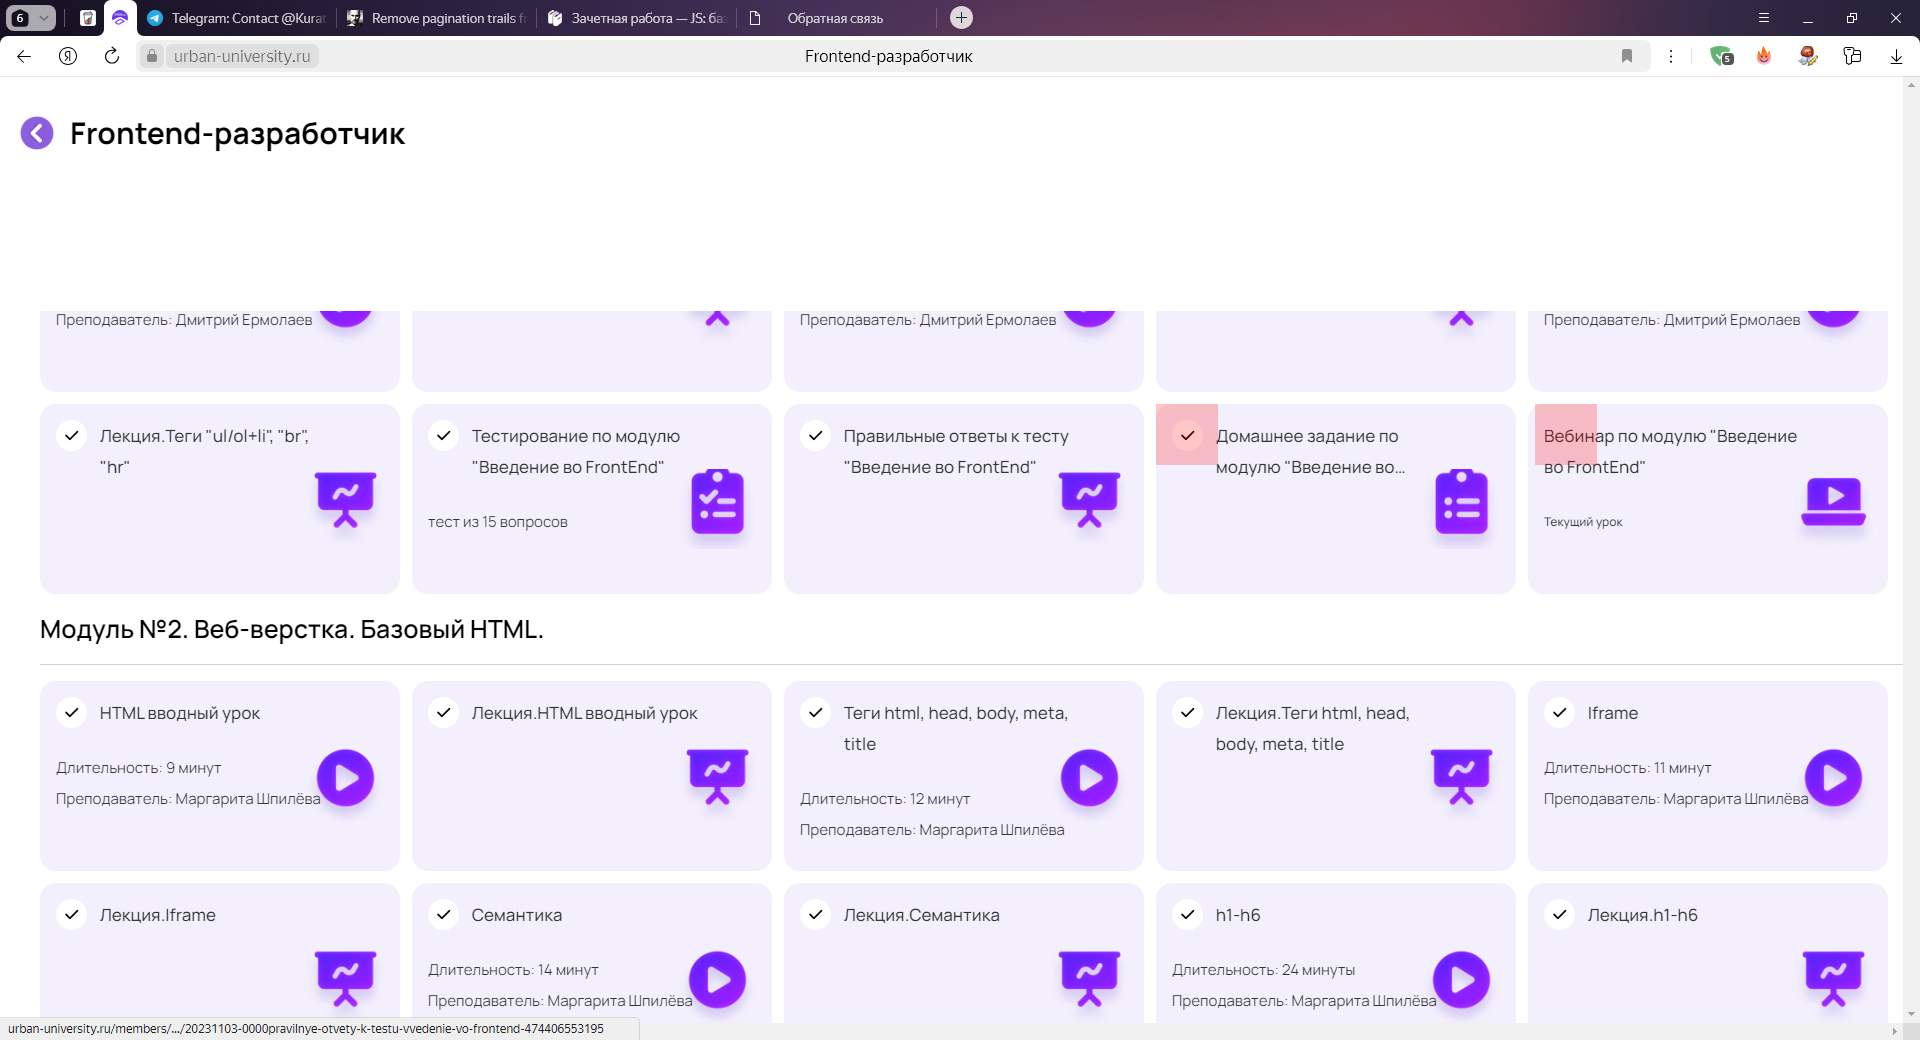 6
Telegram: Contact @Kurat
Remove pagination trails f
Зачетная работа — JS: ба
Обратная связь
urban-university.ru
Frontend-разработчик
5
Frontend-разработчик
Преподаватель: Дмитрий Ермолаев
Преподаватель: Дмитрий Ермолаев
Преподаватель: Дмитрий Ермолаев
Лекция.Теги "ul/ol+li", "br",
"hr"
Тестирование по модулю
"Введение во FrontEnd"
тест из 15 вопросов
Правильные ответы к тесту
"Введение во FrontEnd"
Домашнее задание по
модулю "Введение во...
Вебинар по модулю "Введение
во FrontEnd"
Текущий урок
Модуль №2. Веб-верстка. Базовый HTML.
HTML вводный урок
Длительность: 9 минут
Преподаватель: Маргарита Шпилёва
Лекция.HTML вводный урок
Теги html, head, body, meta,
title
Длительность: 12 минут
Преподаватель: Маргарита Шпилёва
Лекция.Теги html, head,
body, meta, title
Iframe
Длительность: 11 минут
Преподаватель: Маргарита Шпилёва
Лекция.Iframe
Семантика
Длительность: 14 минут
Преподаватель: Маргарита Шпилёва
Лекция.Семантика
h1-h6
Длительность: 24 минуты
Преподаватель: Маргарита Шпилёва
Лекция.h1-h6
urban-university.ru/members/.../20231103-0000pravilnye-otvety-k-testu-vvedenie-vo-frontend-474406553195